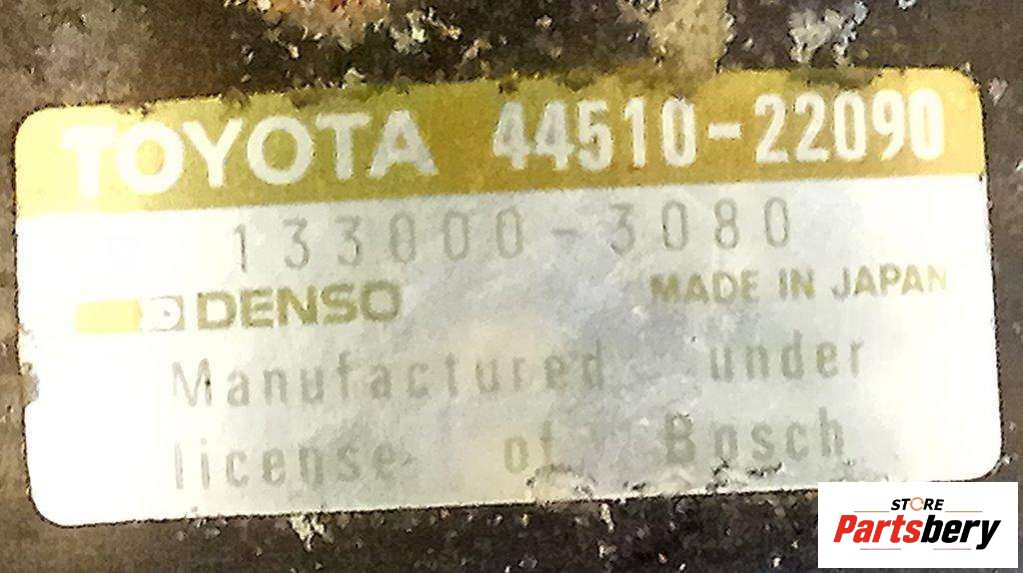 TOYOTA 44510-22090
133000-3080
DENSO MADE IN JAPAN
Manufactured under
license of Bosch
STORE
Partsbery